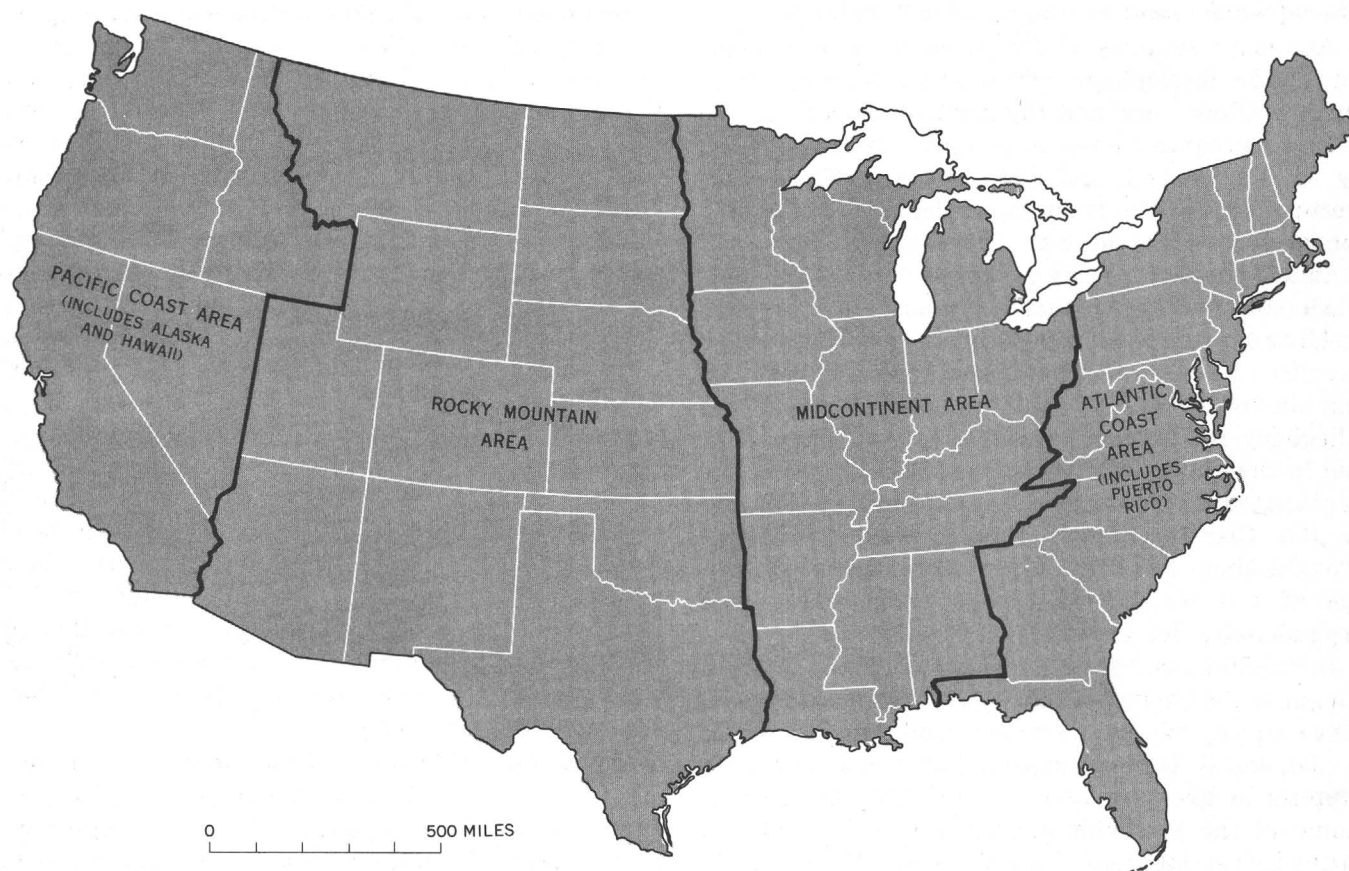 PACIFIC COAST AREA
(INCLUDES ALASKA
AND HAWAII)
ROCKY MOUNTAIN
AREA
MIDCONTINENT AREA
ATLANTIC
COAST
AREA
(INCLUDES
PUERTO
RICO)
0 500 MILES